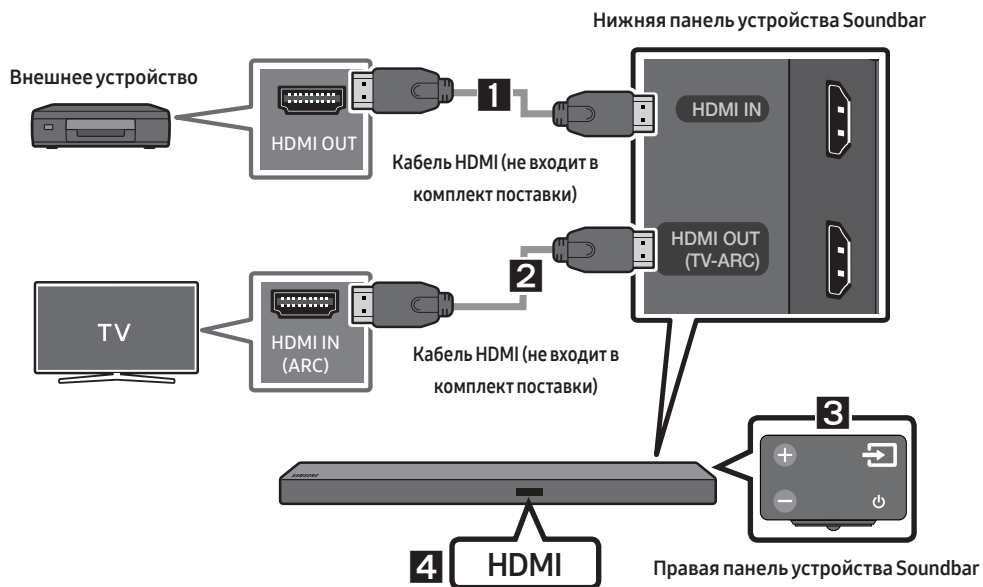 Нижняя панель устройства Soundbar
Внешнее устройство
HDMI OUT
1
HDMI IN
Кабель HDMI (не входит в
комплект поставки)
HDMI OUT
(TV-ARC)
2
TV
HDMI IN
(ARC)
Кабель HDMI (не входит в
комплект поставки)
3
SAMSUNG
4
HDMI
Правая панель устройства Soundbar